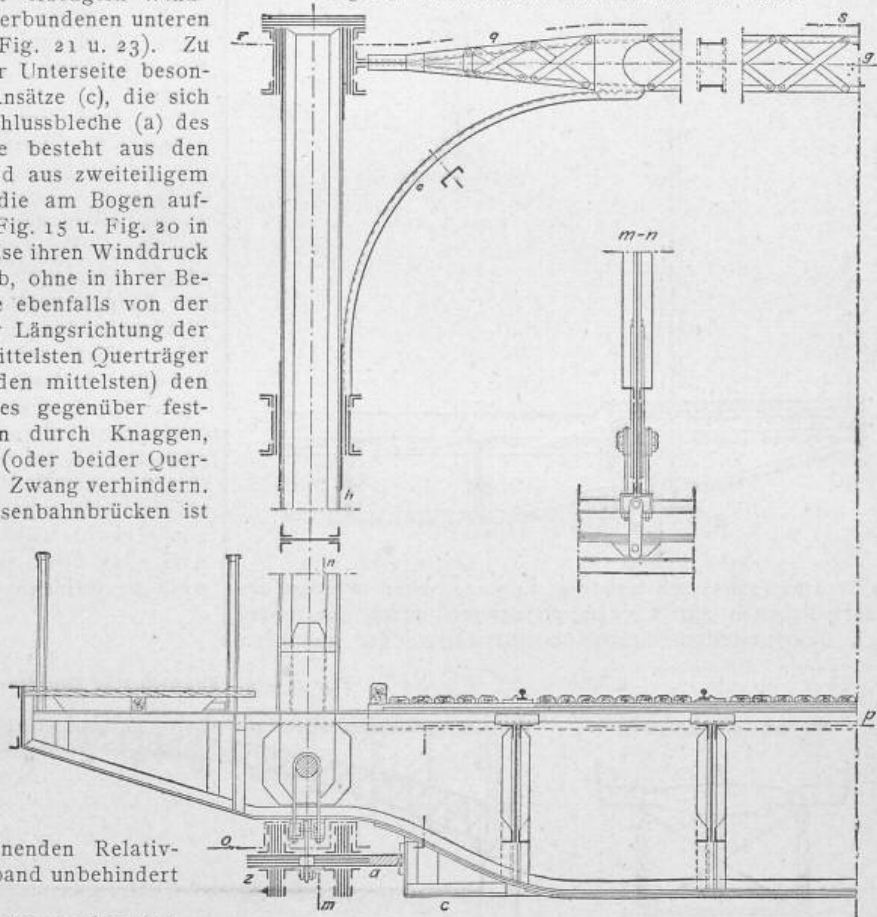 verbundenen unteren
Fig. 21 u. 23). Zu
r Unterseite beson-
nsätze (c), die sich
chlussbleche (a) des
e besteht aus den
d aus zweiteiligem
die am Bogen auf-
Fig. 15 u. Fig. 20 in
se ihren Winddruck
b, ohne in ihrer Be-
e ebenfalls von der
r Längsrichtung der
ittelsten Querträger
den mittelsten) den
es gegenüber fest-
n durch Knaggen,
(oder beider Quer-
Zwang verhindern.
senbahnbrücken ist
r
q
s
g
e
m-n
h
n
p
o
z
a
m
c
nenden Relativ-
band unbehindert